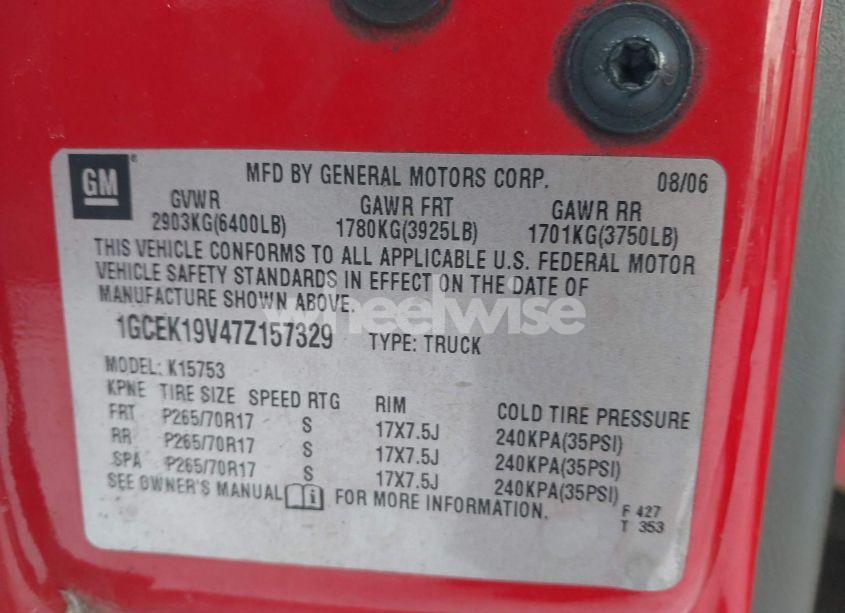 GM
MFD BY GENERAL MOTORS CORP. 08/06
GVWR GAWR FRT GAWR RR
2903KG(6400LB) 1780KG(3925LB) 1701KG(3750LB)
THIS VEHICLE CONFORMS TO ALL APPLICABLE U.S. FEDERAL MOTOR
VEHICLE SAFETY STANDARDS IN EFFECT ON THE DATE OF
MANUFACTURE SHOWN ABOVE.
wheelwise
1GCEK19V47Z157329 TYPE: TRUCK
MODEL: K15753
KPNE TIRE SIZE SPEED RTG RIM COLD TIRE PRESSURE
FRT P265/70R17 S 17X7.5J 240KPA(35PSI)
RR P265/70R17 S 17X7.5J 240KPA(35PSI)
SPA P265/70R17 S 17X7.5J 240KPA(35PSI)
SEE OWNER'S MANUAL i FOR MORE INFORMATION.
F 427
T 353